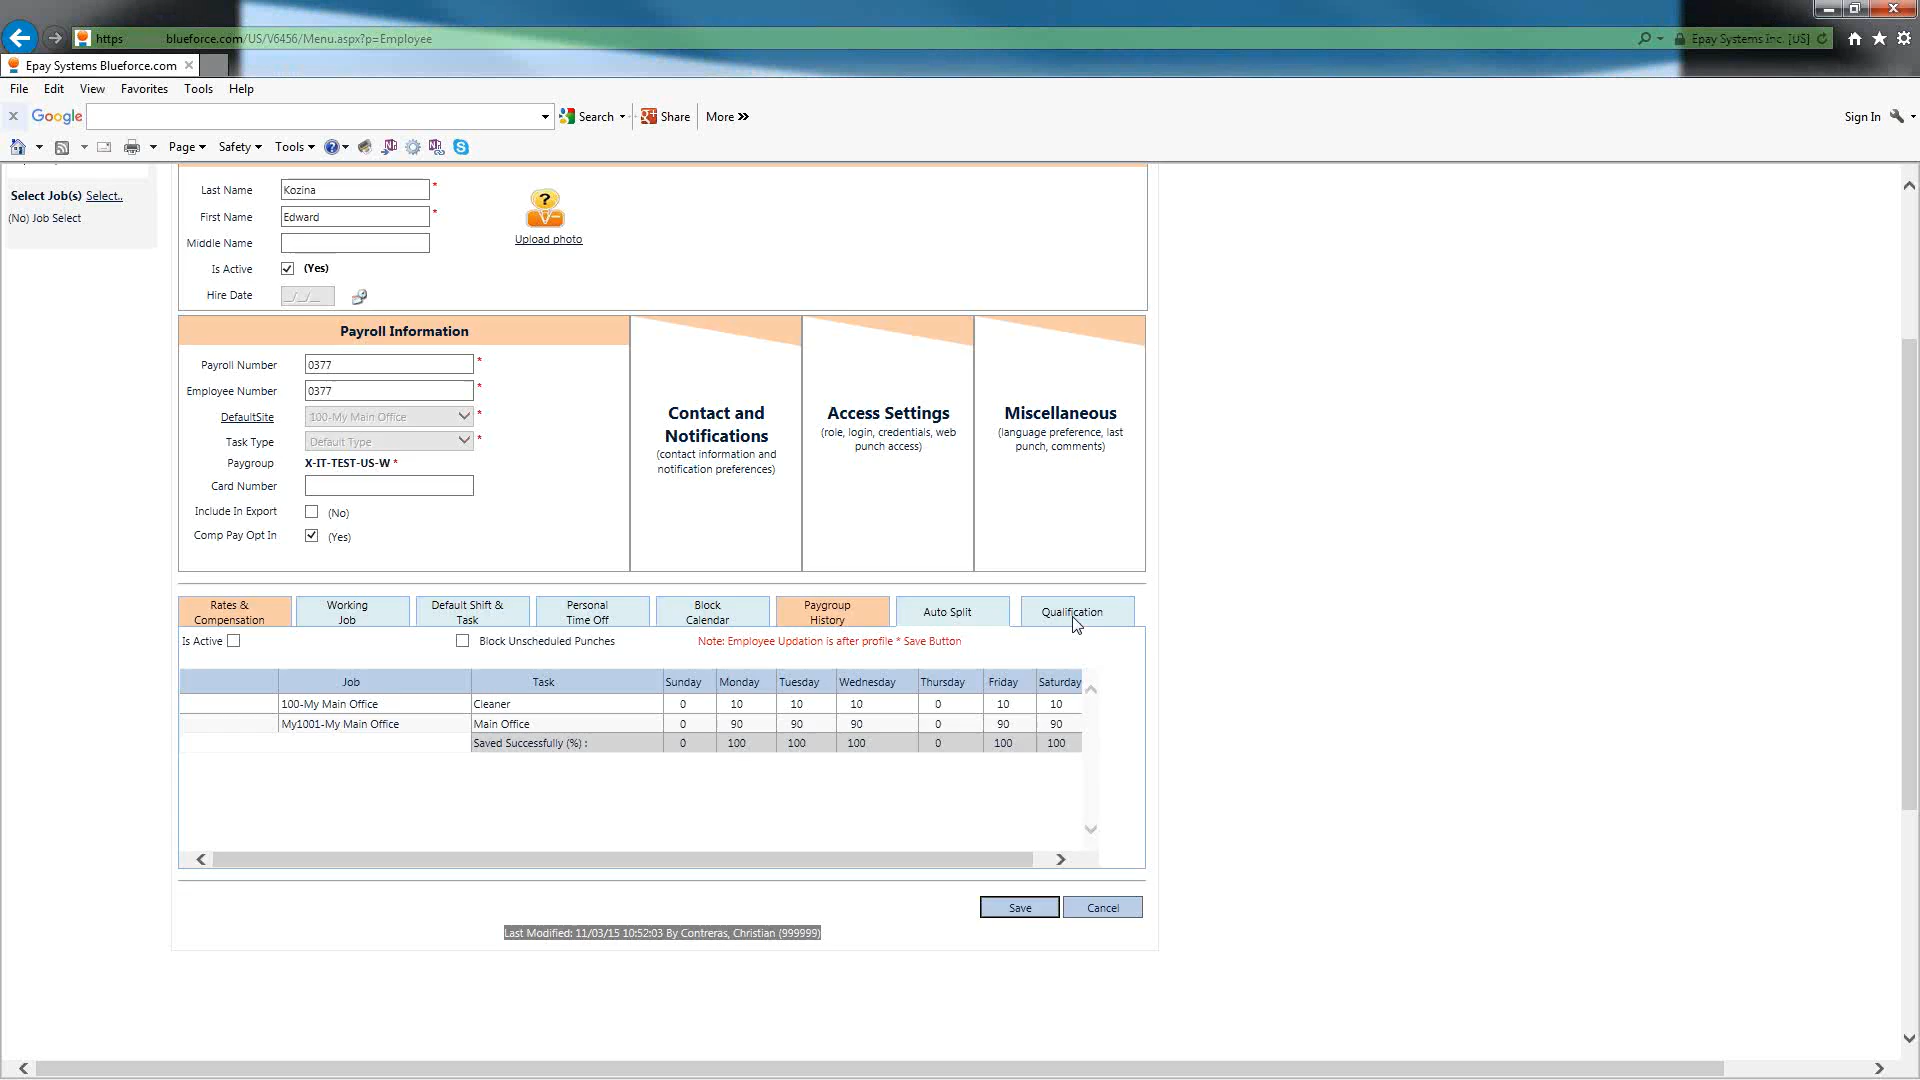 https blueforce.com/US/V6456/Menu.aspx?p=Employee Epay Systems Inc. [US]
Epay Systems Blueforce.com
File Edit View Favorites Tools Help
x Google Search Share More » Sign In
Page Safety Tools
Select Job(s) Select..
(No) Job Select
Last Name Kozina *
First Name Edward *
Upload photo
Middle Name
Is Active (Yes)
Hire Date _/_/__
Payroll Information
Payroll Number 0377 *
Employee Number 0377 *
DefaultSite 100-My Main Office *
Task Type Default Type *
Paygroup X-IT-TEST-US-W *
Card Number
Include In Export (No)
Comp Pay Opt In (Yes)
Contact and
Notifications
(contact information and
notification preferences)
Access Settings
(role, login, credentials, web
punch access)
Miscellaneous
(language preference, last
punch, comments)
Rates &
Compensation
Working
Job
Default Shift &
Task
Personal
Time Off
Block
Calendar
Paygroup
History
Auto Split
Qualification
Is Active Block Unscheduled Punches Note: Employee Updation is after profile * Save Button
Job Task Sunday Monday Tuesday Wednesday Thursday Friday Saturday
100-My Main Office Cleaner 0 10 10 10 0 10 10
My1001-My Main Office Main Office 0 90 90 90 0 90 90
Saved Successfully (%) : 0 100 100 100 0 100 100
Save Cancel
Last Modified: 11/03/15 10:52:03 By Contreras, Christian (999999)